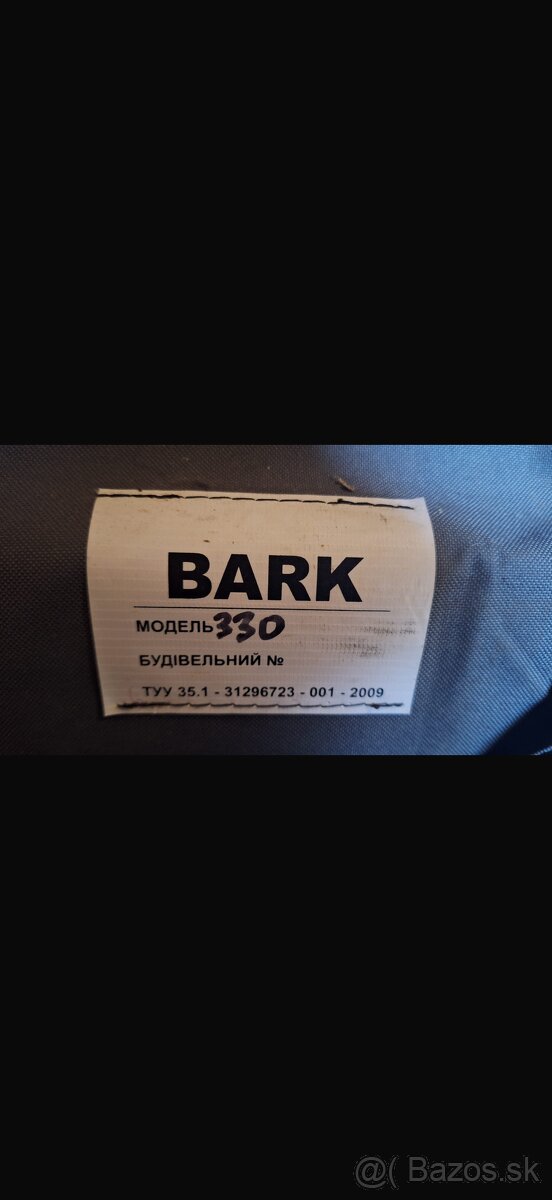 BARK
МОДЕЛЬ 330
БУДІВЕЛЬНИЙ №
ТУУ 35.1 - 31296723 - 001 - 2009
@( Bazos.sk